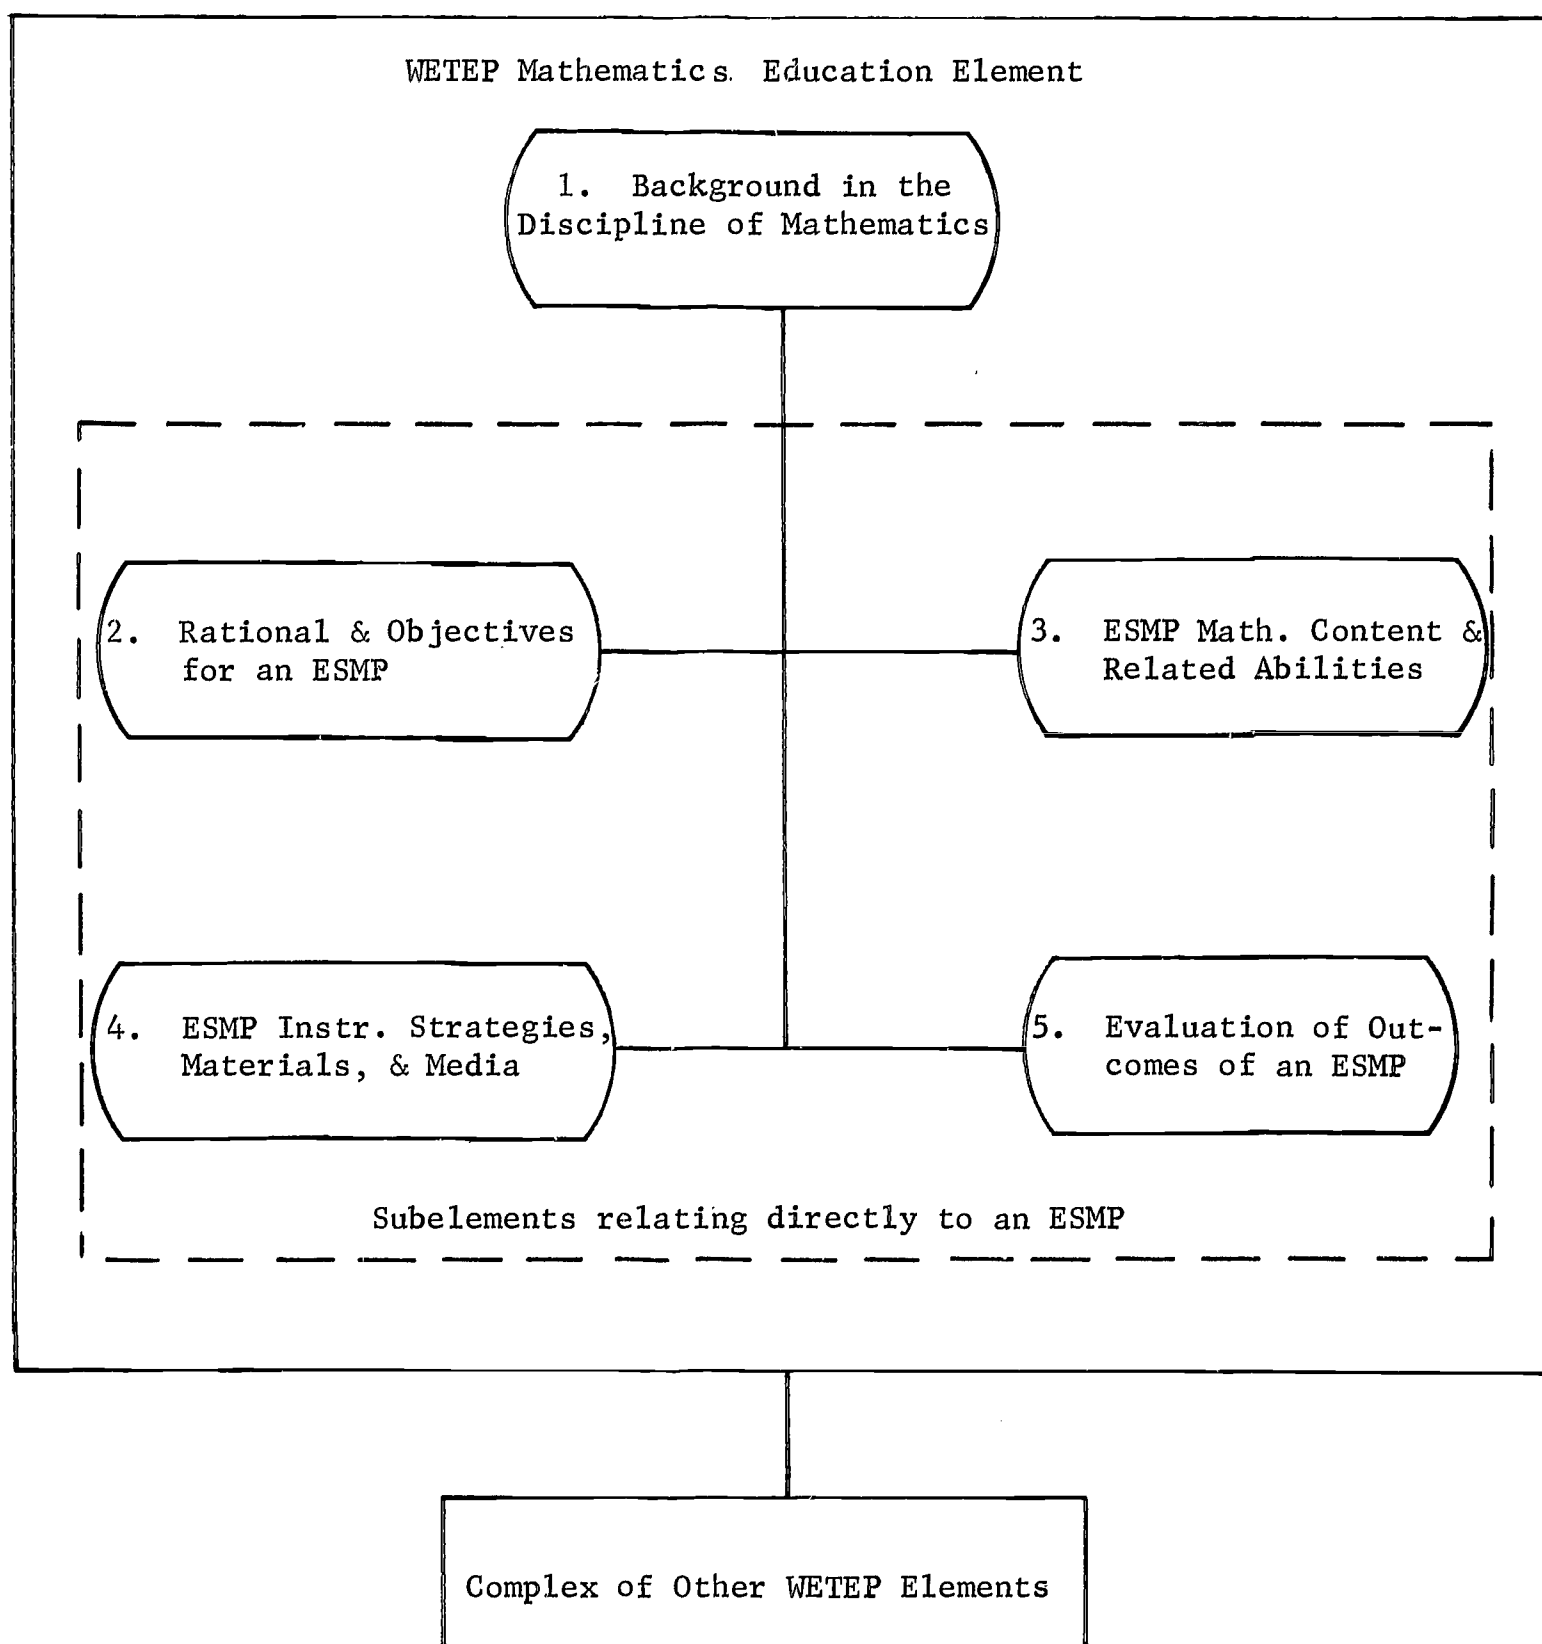 WETEP Mathematics. Education Element
1. Background in the
Discipline of Mathematics
2. Rational & Objectives
for an ESMP
3. ESMP Math. Content &
Related Abilities
4. ESMP Instr. Strategies,
Materials, & Media
5. Evaluation of Out-
comes of an ESMP
Subelements relating directly to an ESMP
Complex of Other WETEP Elements